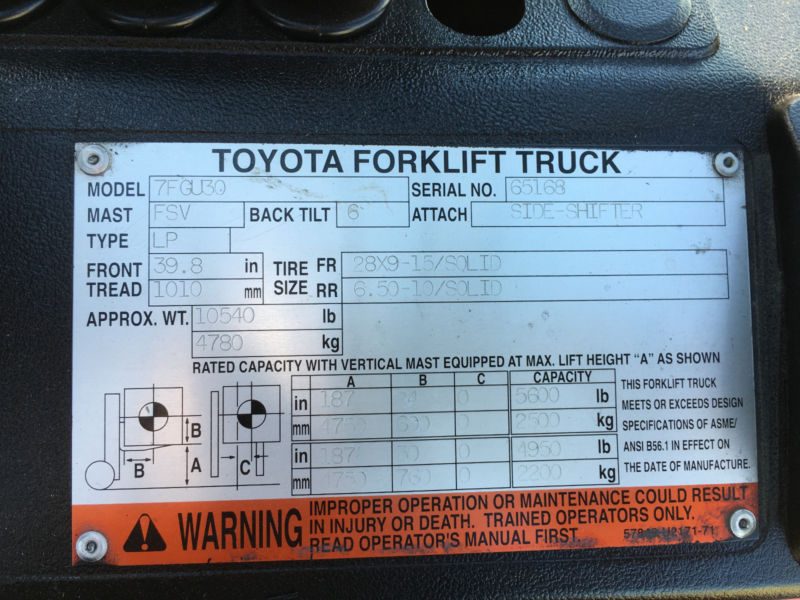 TOYOTA FORKLIFT TRUCK
MODEL 7FGU30 SERIAL NO. 65168
MAST FSV BACK TILT 6 ATTACH SIDE-SHIFTER
TYPE LP
FRONT TREAD 39.8 in TIRE SIZE FR 28X9-15/SOLID
1010 mm RR 6.50-10/SOLID
APPROX. WT. 10540 lb
4780 kg
RATED CAPACITY WITH VERTICAL MAST EQUIPPED AT MAX. LIFT HEIGHT "A" AS SHOWN
A B C CAPACITY
in 187 24 0 5600 lb
mm 4750 600 0 2500 kg
in 187 30 0 4950 lb
mm 4750 760 0 2200 kg
B
B A C
THIS FORKLIFT TRUCK
MEETS OR EXCEEDS DESIGN
SPECIFICATIONS OF ASME/
ANSI B56.1 IN EFFECT ON
THE DATE OF MANUFACTURE.
WARNING
IMPROPER OPERATION OR MAINTENANCE COULD RESULT
IN INJURY OR DEATH. TRAINED OPERATORS ONLY.
READ OPERATOR'S MANUAL FIRST.